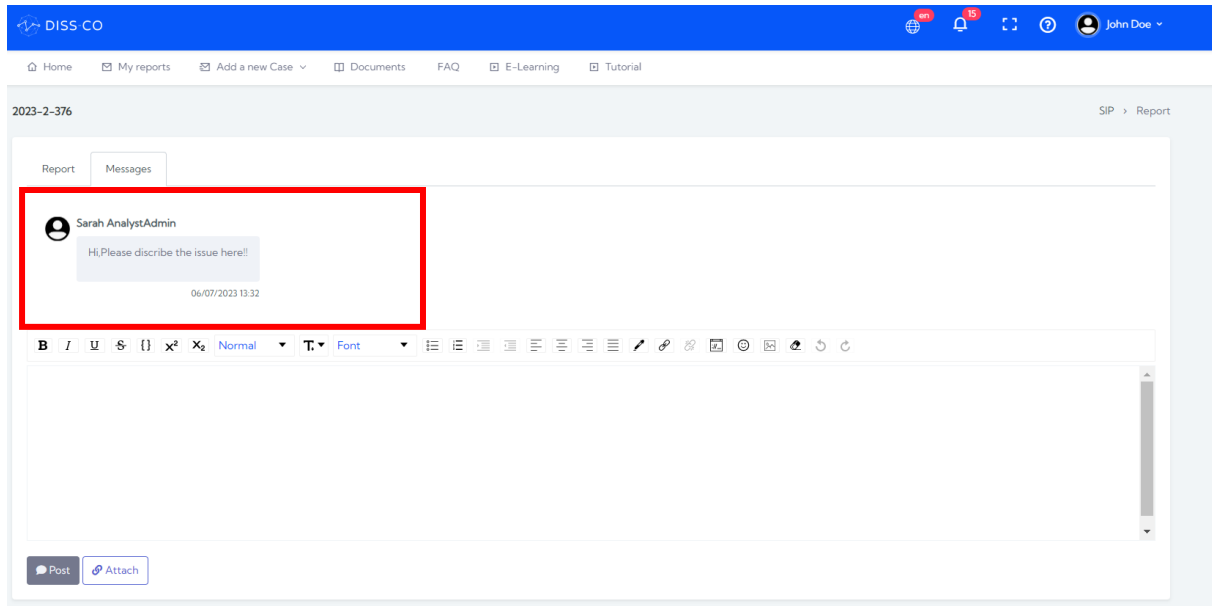 DISS·CO en 15 John Doe
Home My reports Add a new Case Documents FAQ E-Learning Tutorial
2023-2-376 SIP > Report
Report Messages
Sarah AnalystAdmin
Hi,Please discribe the issue here!!
06/07/2023 13:32
B I U S {} X² X₂ Normal T Font
Post Attach